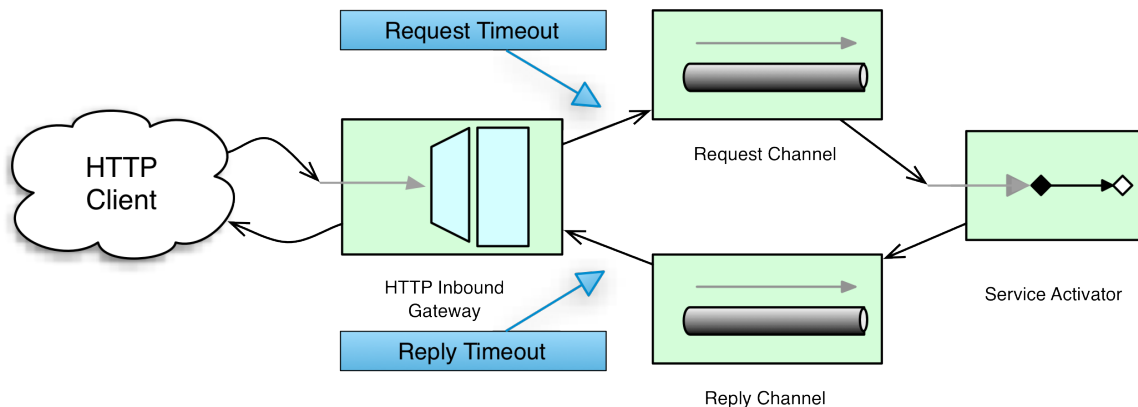 Request Timeout
HTTP
Client
Request Channel
HTTP Inbound
Gateway
Service Activator
Reply Timeout
Reply Channel